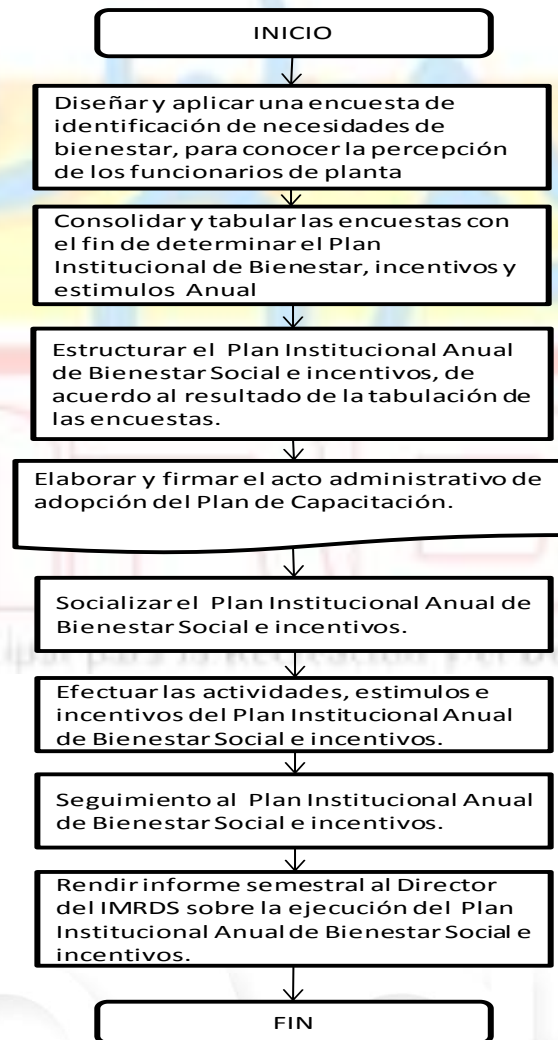 INICIO
Diseñar y aplicar una encuesta de
identificación de necesidades de
bienestar, para conocer la percepción
de los funcionarios de planta
Consolidar y tabular las encuestas con
el fin de determinar el Plan
Institucional de Bienestar, incentivos y
estimulos Anual
Estructurar el Plan Institucional Anual
de Bienestar Social e incentivos, de
acuerdo al resultado de la tabulación de
las encuestas.
Elaborar y firmar el acto administrativo de
adopción del Plan de Capacitación.
Socializar el Plan Institucional Anual de
Bienestar Social e incentivos.
Efectuar las actividades, estimulos e
incentivos del Plan Institucional Anual
de Bienestar Social e incentivos.
Seguimiento al Plan Institucional Anual
de Bienestar Social e incentivos.
Rendir informe semestral al Director
del IMRDS sobre la ejecución del Plan
Institucional Anual de Bienestar Social e
incentivos.
FIN